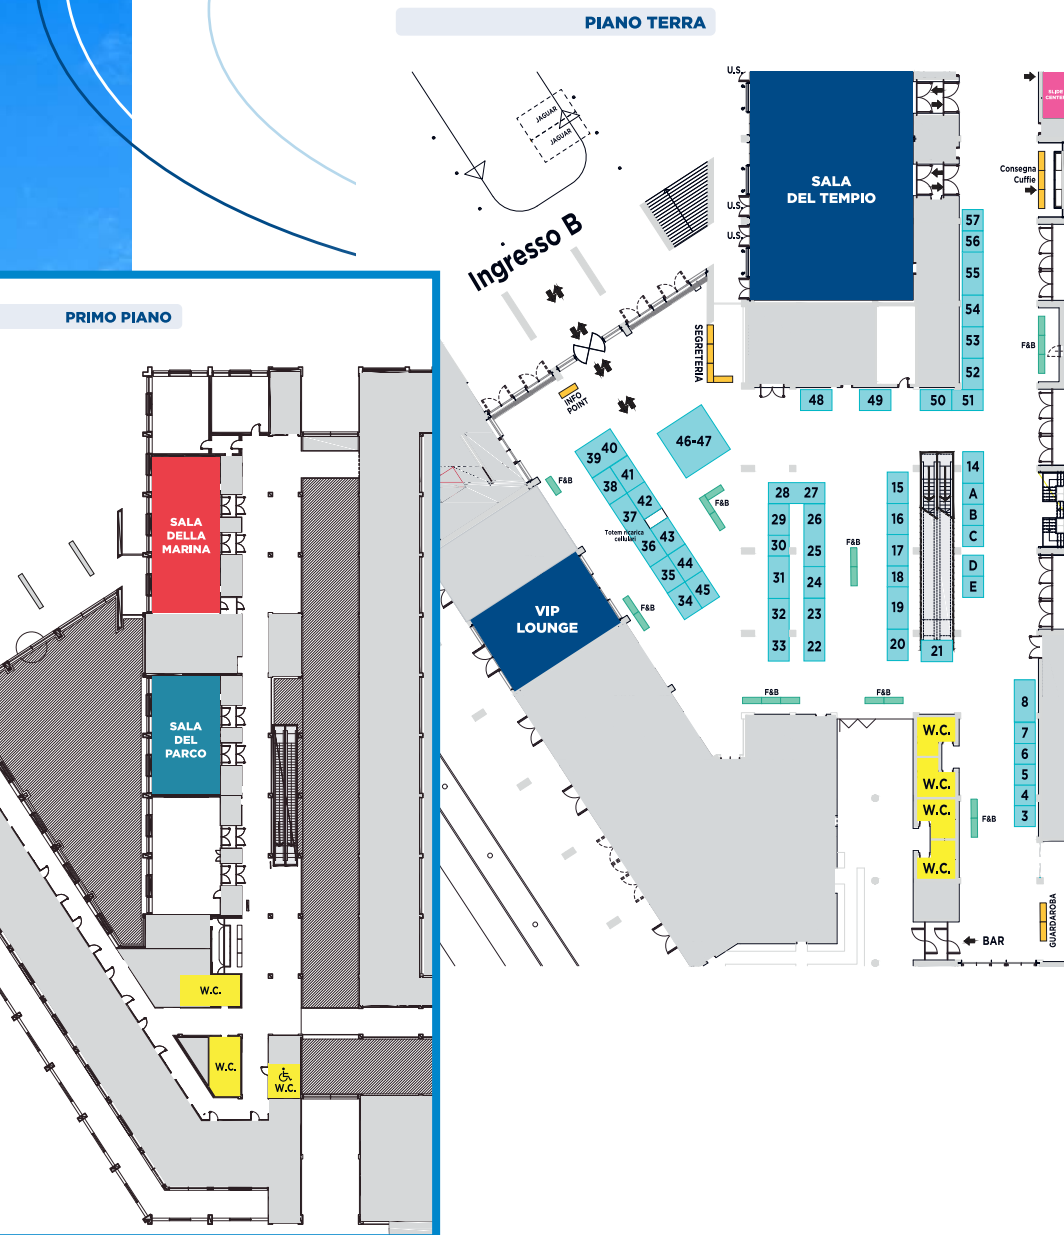 PIANO TERRA
JAGUAR
JAGUAR
Ingresso B
U.S.
U.S.
U.S.
SALA
DEL TEMPIO
SLIDE
CENTER
Consegna
Cuffie
57
56
55
54
53
52
51
50
49
48
F&B
SEGRETERIA
INFO
POINT
46-47
40
39
41
38
42
37
Totem ricarica
cellulari
43
36
44
35
45
34
F&B
F&B
F&B
F&B
28
27
29
26
30
25
31
24
32
23
33
22
15
16
17
18
19
20
21
14
A
B
C
D
E
VIP
LOUNGE
F&B
F&B
8
7
6
5
4
3
W.C.
W.C.
W.C.
W.C.
F&B
GUARDAROBA
BAR
PRIMO PIANO
SALA
DELLA
MARINA
SALA
DEL
PARCO
W.C.
W.C.
W.C.